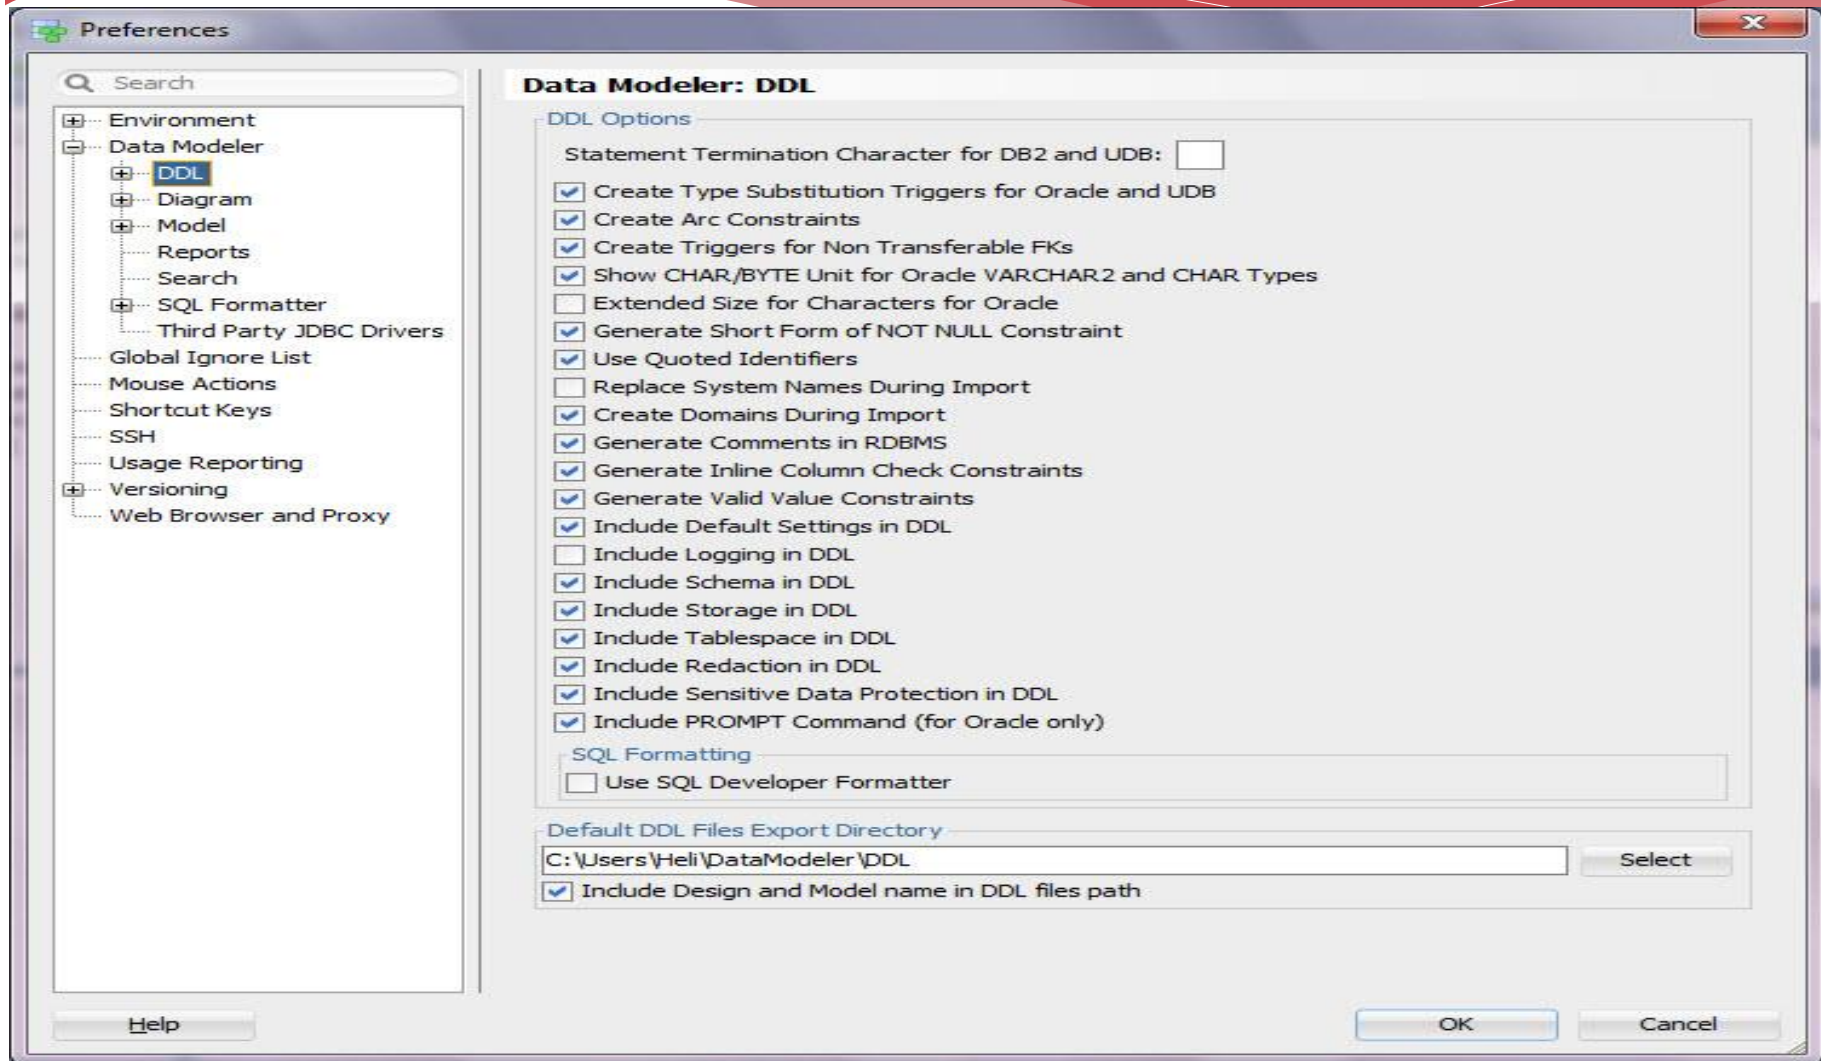 Preferences
Search
Environment
Data Modeler
DDL
Diagram
Model
Reports
Search
SQL Formatter
Third Party JDBC Drivers
Global Ignore List
Mouse Actions
Shortcut Keys
SSH
Usage Reporting
Versioning
Web Browser and Proxy
Data Modeler: DDL
DDL Options
Statement Termination Character for DB2 and UDB:
Create Type Substitution Triggers for Oracle and UDB
Create Arc Constraints
Create Triggers for Non Transferable FKs
Show CHAR/BYTE Unit for Oracle VARCHAR2 and CHAR Types
Extended Size for Characters for Oracle
Generate Short Form of NOT NULL Constraint
Use Quoted Identifiers
Replace System Names During Import
Create Domains During Import
Generate Comments in RDBMS
Generate Inline Column Check Constraints
Generate Valid Value Constraints
Include Default Settings in DDL
Include Logging in DDL
Include Schema in DDL
Include Storage in DDL
Include Tablespace in DDL
Include Redaction in DDL
Include Sensitive Data Protection in DDL
Include PROMPT Command (for Oracle only)
SQL Formatting
Use SQL Developer Formatter
Default DDL Files Export Directory
C:\Users\Heli\DataModeler\DDL
Select
Include Design and Model name in DDL files path
Help
OK
Cancel